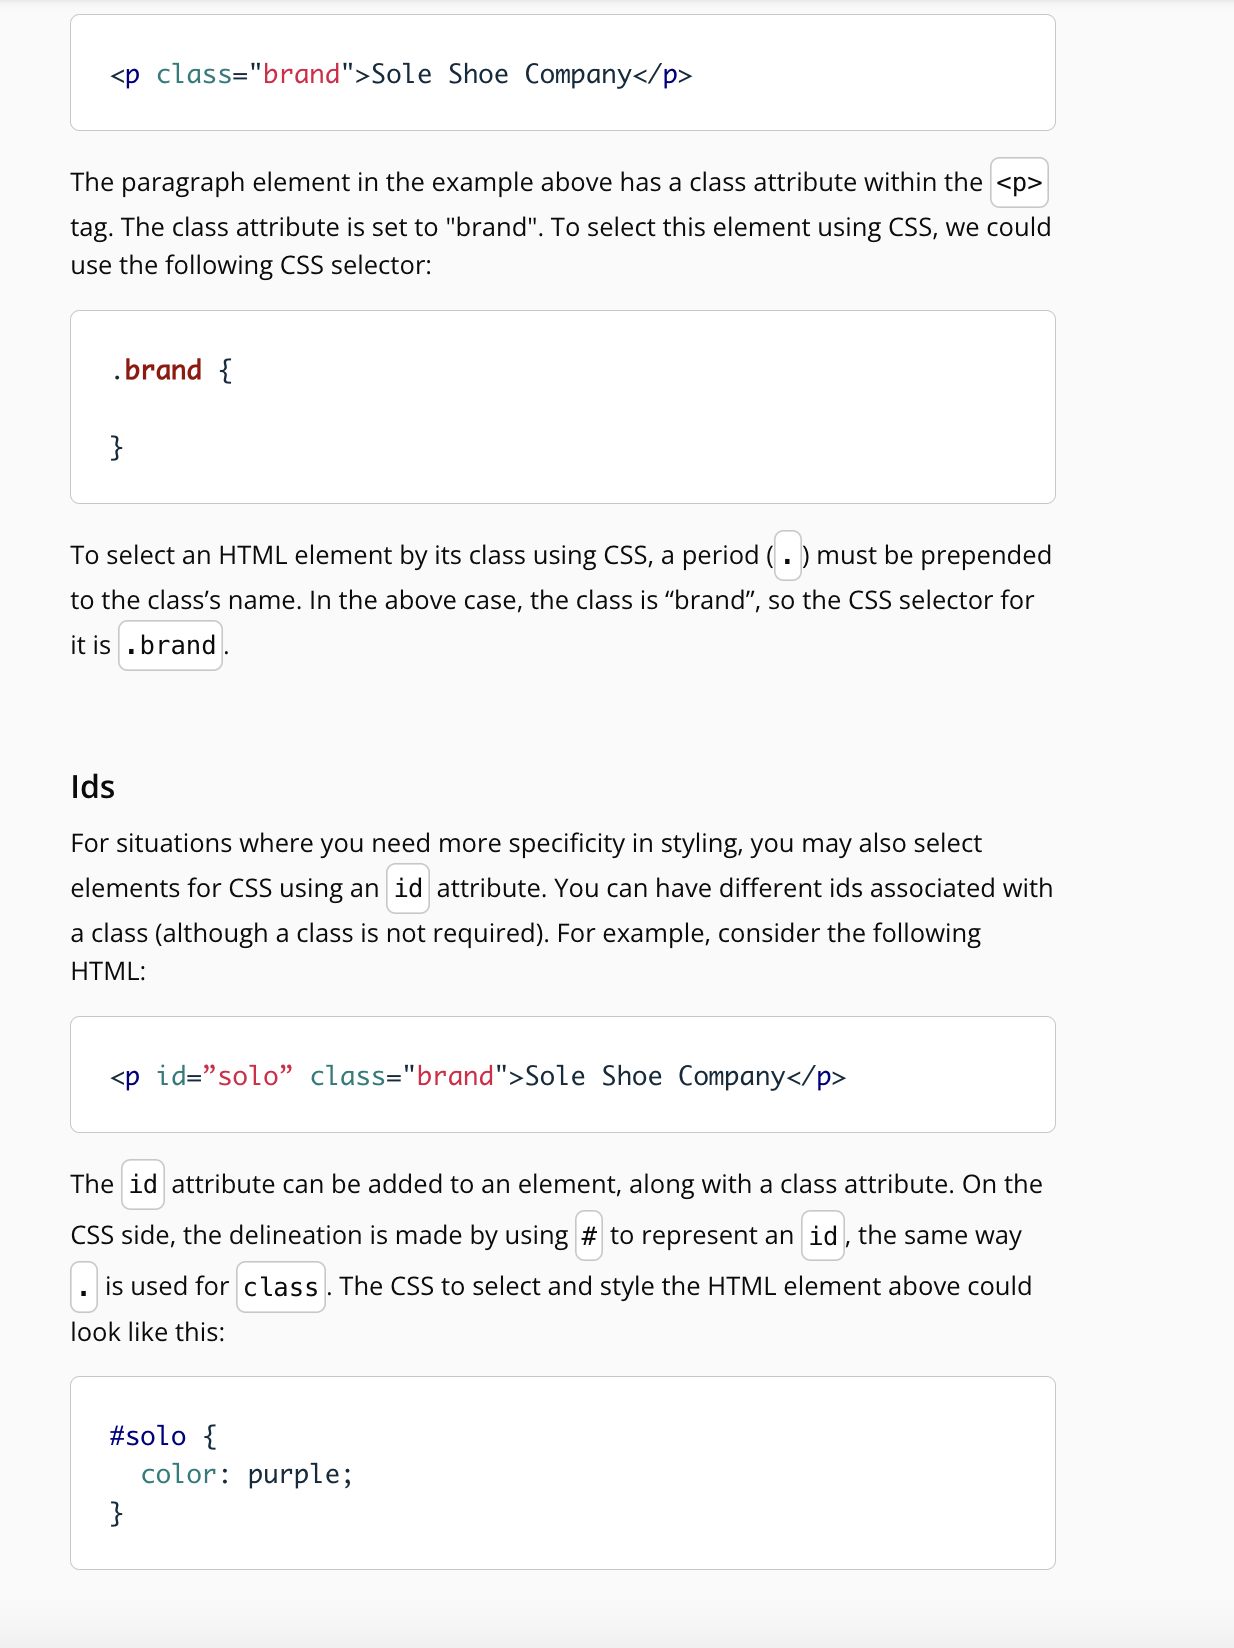 <p class="brand">Sole Shoe Company</p>
The paragraph element in the example above has a class attribute within the <p>
tag. The class attribute is set to "brand". To select this element using CSS, we could
use the following CSS selector:
.brand {
}
To select an HTML element by its class using CSS, a period (.) must be prepended
to the class’s name. In the above case, the class is “brand”, so the CSS selector for
it is .brand.
Ids
For situations where you need more specificity in styling, you may also select
elements for CSS using an id attribute. You can have different ids associated with
a class (although a class is not required). For example, consider the following
HTML:
<p id=”solo” class="brand">Sole Shoe Company</p>
The id attribute can be added to an element, along with a class attribute. On the
CSS side, the delineation is made by using # to represent an id, the same way
. is used for class. The CSS to select and style the HTML element above could
look like this:
#solo {
  color: purple;
}